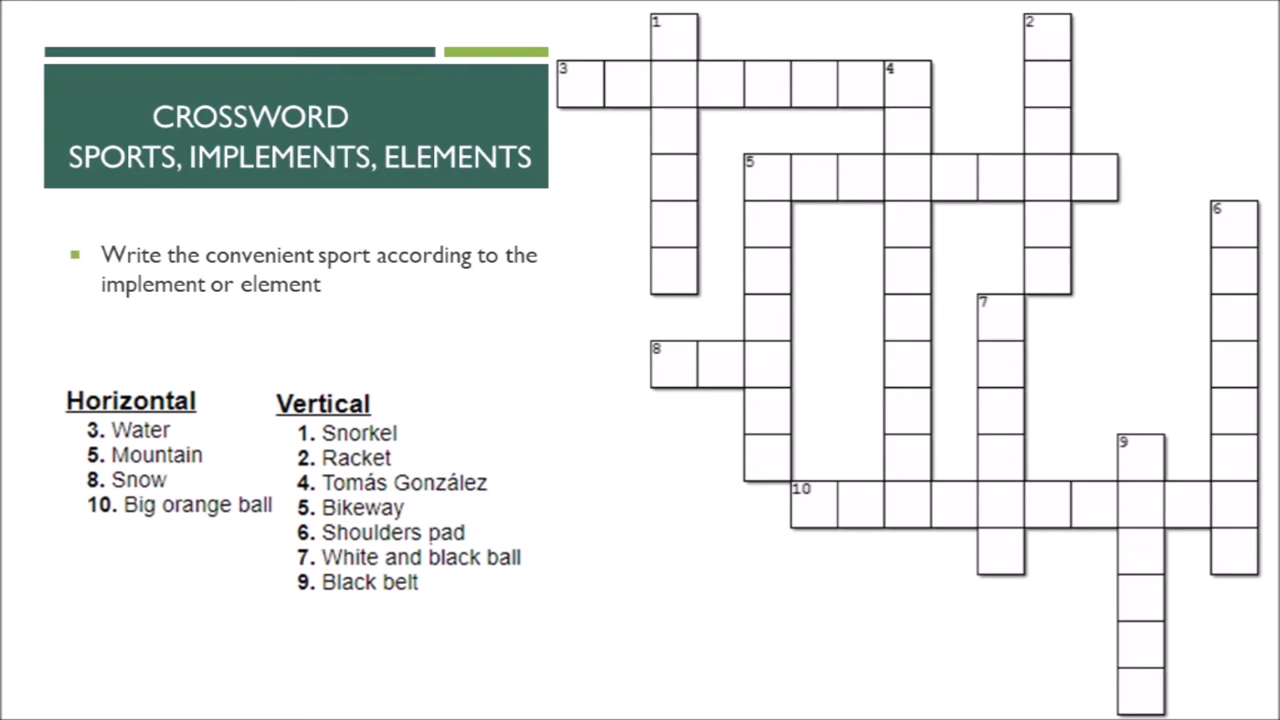 CROSSWORD
SPORTS, IMPLEMENTS, ELEMENTS
Write the convenient sport according to the
implement or element
Horizontal
3. Water
5. Mountain
8. Snow
10. Big orange ball
Vertical
1. Snorkel
2. Racket
4. Tomás González
5. Bikeway
6. Shoulders pad
7. White and black ball
9. Black belt
1
2
3
4
5
6
7
8
9
10